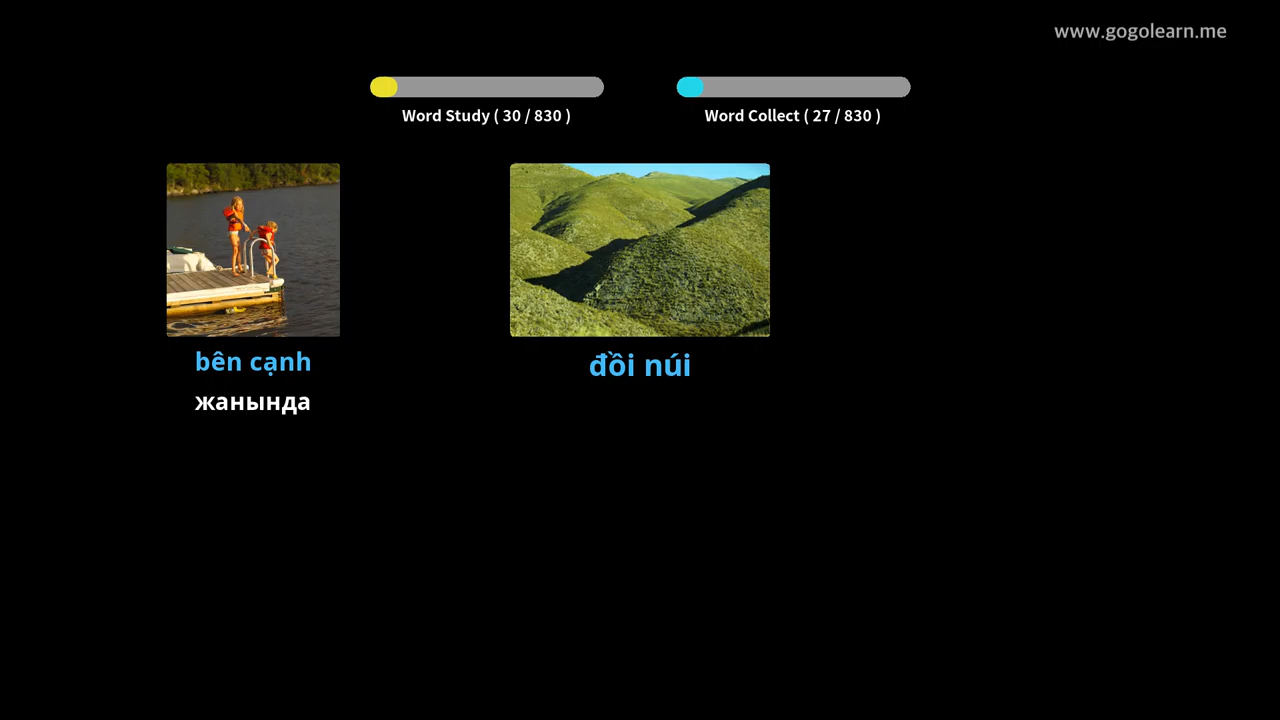 www.gogolearn.me
Word Study ( 30 / 830 )
Word Collect ( 27 / 830 )
bên cạnh
жанында
đồi núi